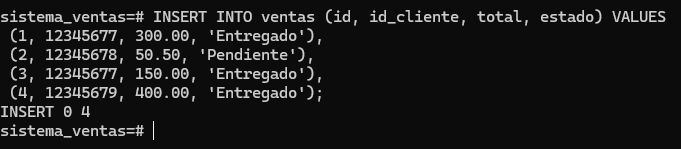 sistema_ventas=# INSERT INTO ventas (id, id_cliente, total, estado) VALUES
(1, 12345677, 300.00, 'Entregado'),
(2, 12345678, 50.50, 'Pendiente'),
(3, 12345677, 150.00, 'Entregado'),
(4, 12345679, 400.00, 'Entregado');
INSERT 0 4
sistema_ventas=#